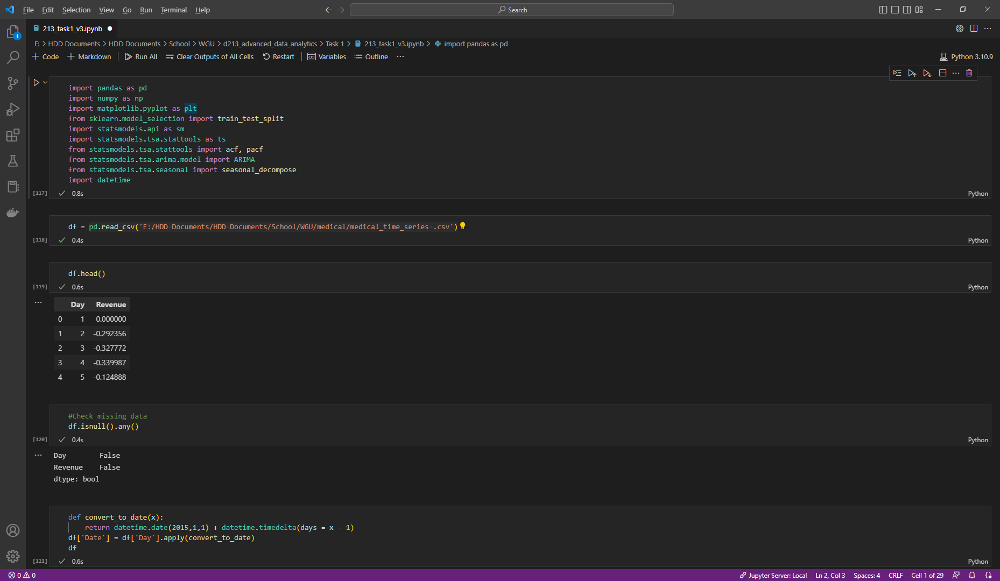 File Edit Selection View Go Run Terminal Help Search
213_task1_v3.ipynb
1
E: > HDD Documents > HDD Documents > School > WGU > d213_advanced_data_analytics > Task 1 > 213_task1_v3.ipynb > import pandas as pd
+ Code + Markdown Run All Clear Outputs of All Cells Restart Variables Outline ... Python 3.10.9
import pandas as pd
import numpy as np
import matplotlib.pyplot as plt
from sklearn.model_selection import train_test_split
import statsmodels.api as sm
import statsmodels.tsa.stattools as ts
from statsmodels.tsa.stattools import acf, pacf
from statsmodels.tsa.arima.model import ARIMA
from statsmodels.tsa.seasonal import seasonal_decompose
import datetime
[117] 0.8s Python
df = pd.read_csv('E:/HDD Documents/HDD Documents/School/WGU/medical/medical_time_series .csv')
[118] 0.4s Python
df.head()
[119] 0.6s Python
Day Revenue
0 1 0.000000
1 2 -0.292356
2 3 -0.327772
3 4 -0.339987
4 5 -0.124888
#Check missing data
df.isnull().any()
[120] 0.4s Python
Day False
Revenue False
dtype: bool
def convert_to_date(x):
return datetime.date(2015,1,1) + datetime.timedelta(days = x - 1)
df['Date'] = df['Day'].apply(convert_to_date)
df
[121] 0.6s Python
0 0 Jupyter Server: Local Ln 2, Col 3 Spaces: 4 CRLF Cell 1 of 29